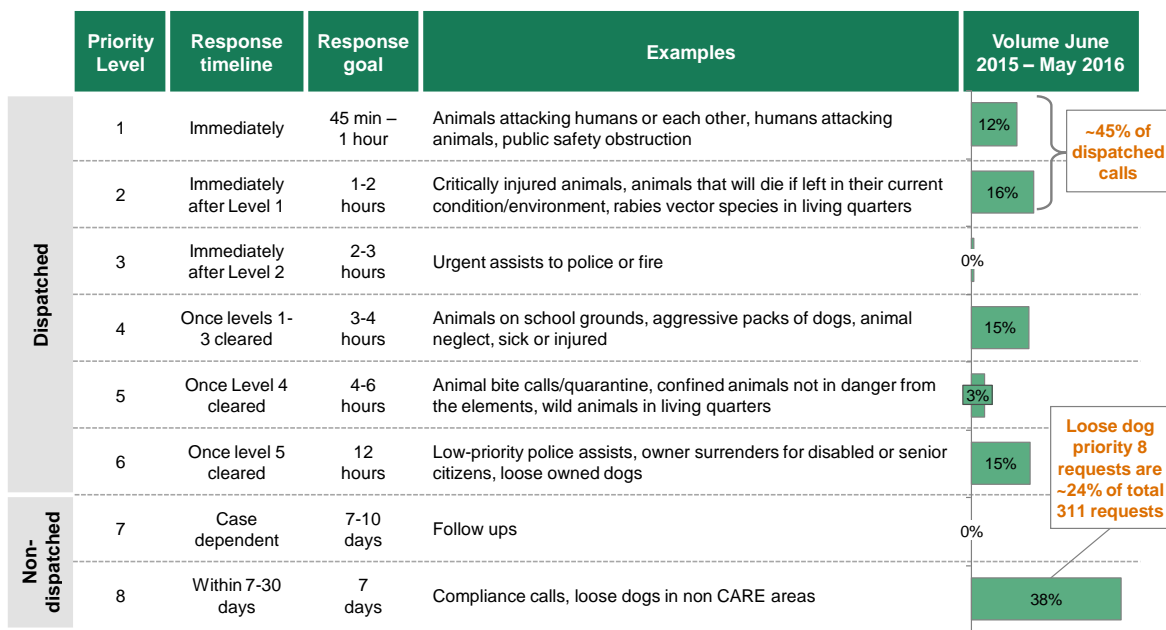 Priority
Level
Response
timeline
Response
goal
Examples
Volume June
2015 – May 2016
Dispatched
1
Immediately
45 min –
1 hour
Animals attacking humans or each other, humans attacking
animals, public safety obstruction
12%
~45% of
dispatched
calls
2
Immediately
after Level 1
1-2
hours
Critically injured animals, animals that will die if left in their current
condition/environment, rabies vector species in living quarters
16%
3
Immediately
after Level 2
2-3
hours
Urgent assists to police or fire
0%
4
Once levels 1-
3 cleared
3-4
hours
Animals on school grounds, aggressive packs of dogs, animal
neglect, sick or injured
15%
5
Once Level 4
cleared
4-6
hours
Animal bite calls/quarantine, confined animals not in danger from
the elements, wild animals in living quarters
3%
6
Once level 5
cleared
12
hours
Low-priority police assists, owner surrenders for disabled or senior
citizens, loose owned dogs
15%
Loose dog
priority 8
requests are
~24% of total
311 requests
Non-
dispatched
7
Case
dependent
7-10
days
Follow ups
0%
8
Within 7-30
days
7
days
Compliance calls, loose dogs in non CARE areas
38%